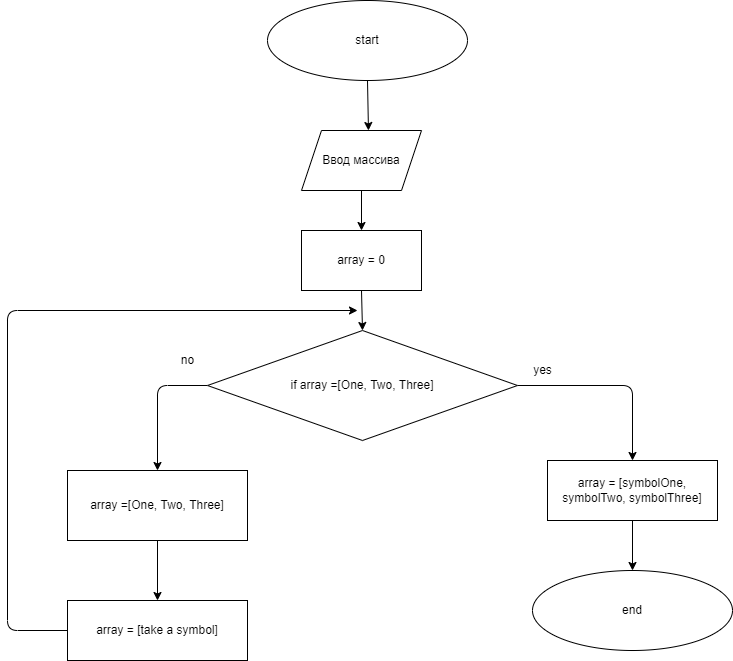 start
Ввод массива
array = 0
if array =[One, Two, Three]
no
yes
array =[One, Two, Three]
array = [symbolOne,
symbolTwo, symbolThree]
array = [take a symbol]
end